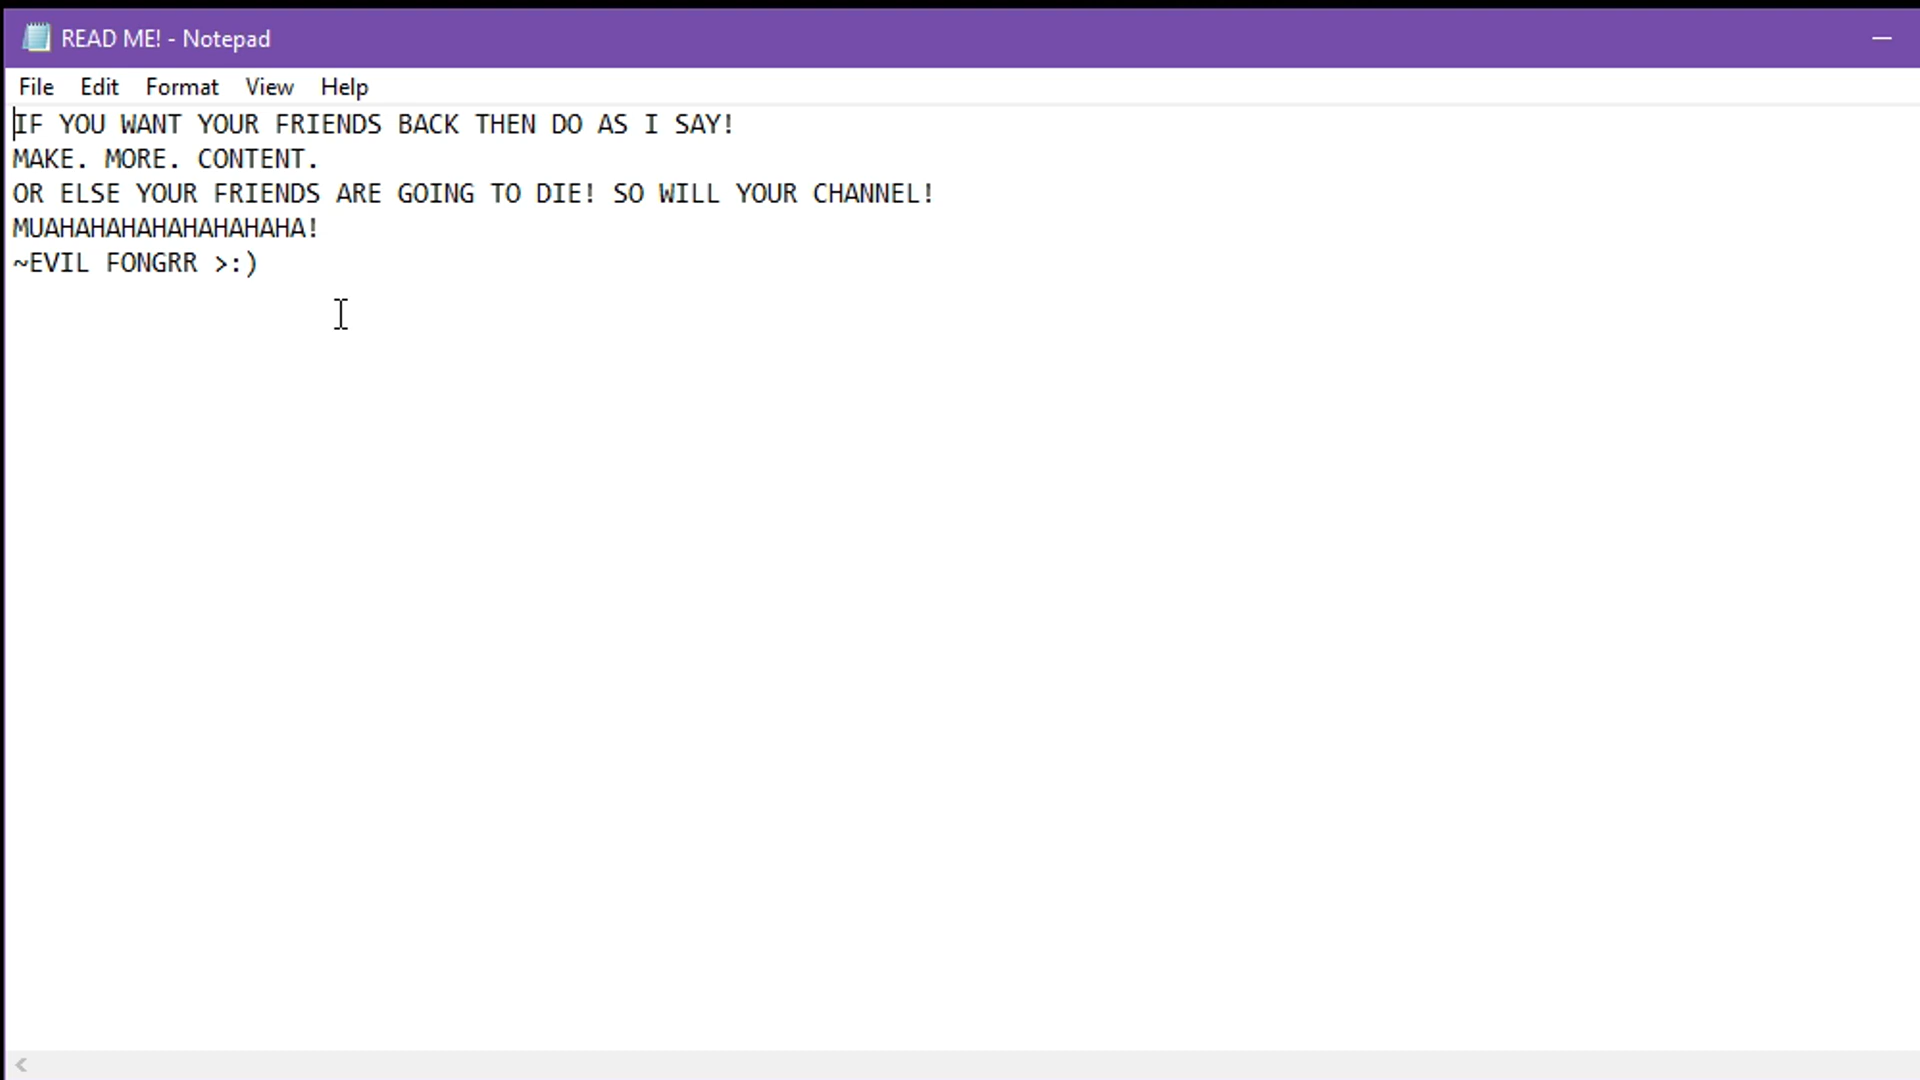 READ ME! - Notepad
File Edit Format View Help
IF YOU WANT YOUR FRIENDS BACK THEN DO AS I SAY!
MAKE. MORE. CONTENT.
OR ELSE YOUR FRIENDS ARE GOING TO DIE! SO WILL YOUR CHANNEL!
MUAHAHAHAHAHAHAHAHA!
~EVIL FONGRR >:)